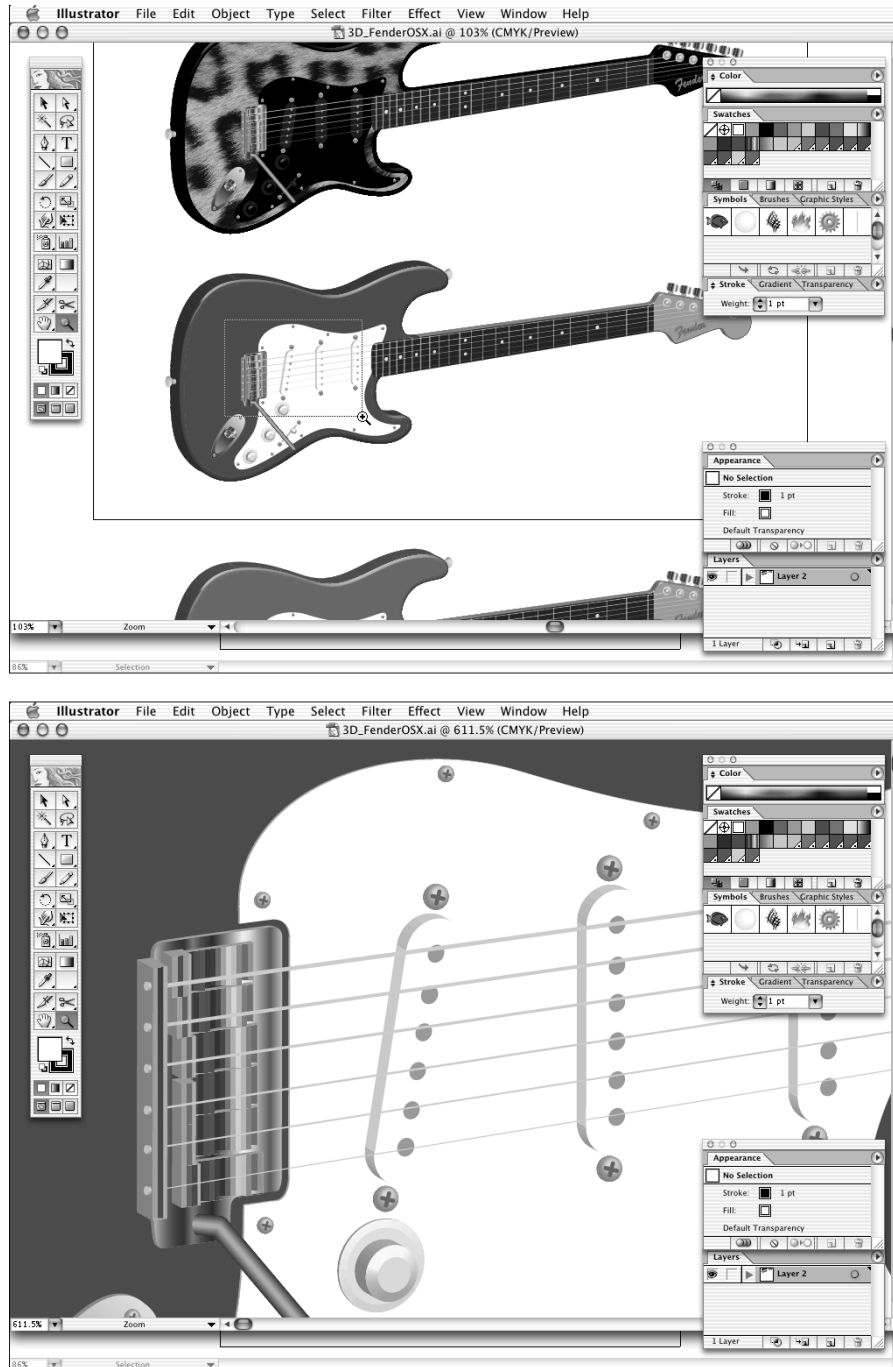 Illustrator File Edit Object Type Select Filter Effect View Window Help
3D_FenderOSX.ai @ 103% (CMYK/Preview)
Color
Swatches
T
Symbols Brushes Graphic Styles
Stroke Gradient Transparency
Weight: 1 pt
Fender
Fender
Appearance
No Selection
Stroke: 1 pt
Fill:
Default Transparency
Layers
Layer 2
103% Zoom
1 Layer
86% Selection
Illustrator File Edit Object Type Select Filter Effect View Window Help
3D_FenderOSX.ai @ 611.5% (CMYK/Preview)
Color
Swatches
T
Symbols Brushes Graphic Styles
Stroke Gradient Transparency
Weight: 1 pt
Appearance
No Selection
Stroke: 1 pt
Fill:
Default Transparency
Layers
Layer 2
611.5% Zoom
1 Layer
86% Selection